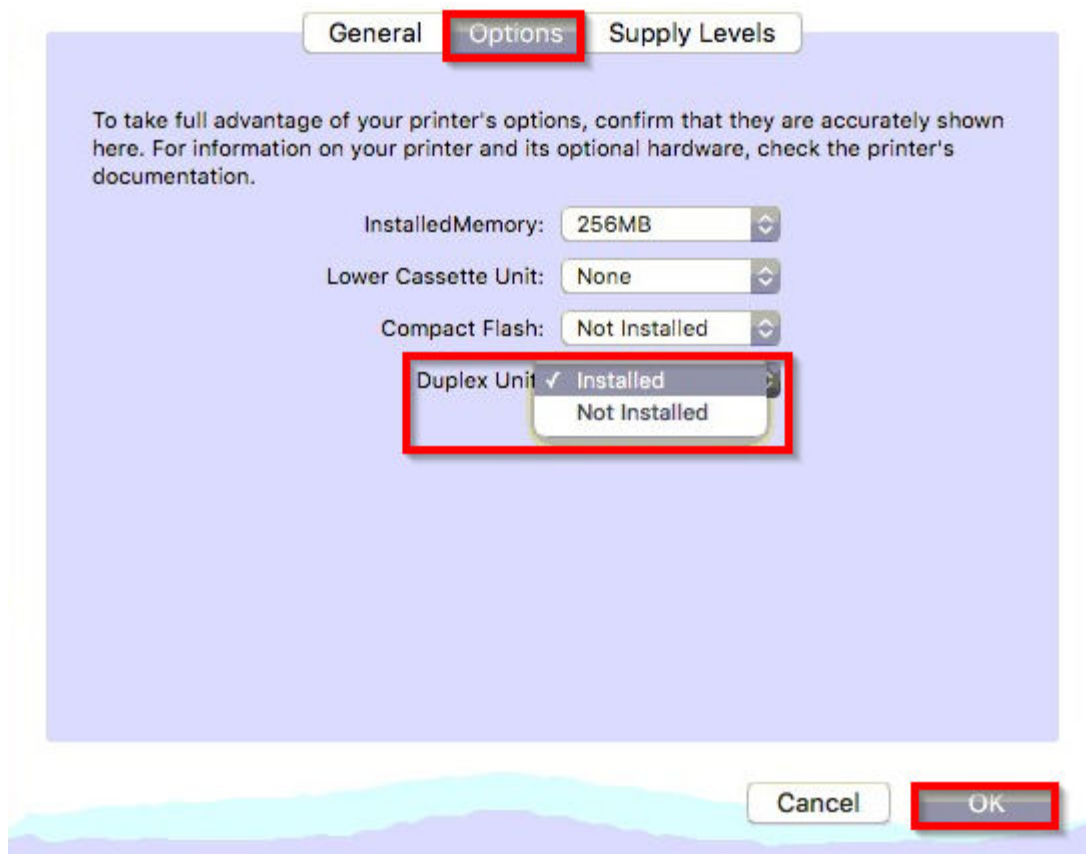 General Options Supply Levels
To take full advantage of your printer's options, confirm that they are accurately shown
here. For information on your printer and its optional hardware, check the printer's
documentation.
InstalledMemory: 256MB
Lower Cassette Unit: None
Compact Flash: Not Installed
Duplex Unit ✓ Installed
Not Installed
Cancel OK